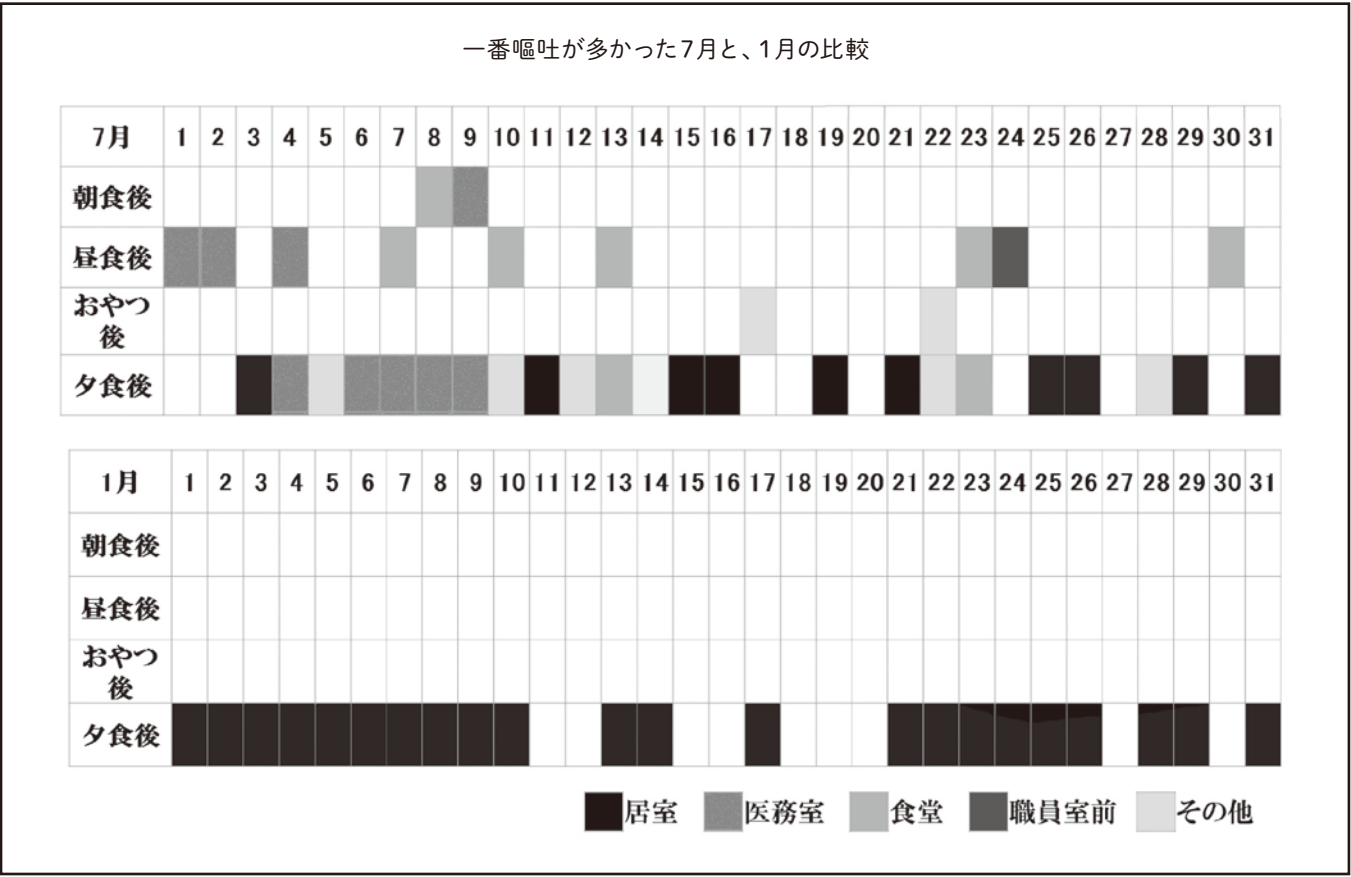 一番嘔吐が多かった7月と、1月の比較
7月 1 2 3 4 5 6 7 8 9 10 11 12 13 14 15 16 17 18 19 20 21 22 23 24 25 26 27 28 29 30 31
朝食後
昼食後
おやつ
後
夕食後
1月 1 2 3 4 5 6 7 8 9 10 11 12 13 14 15 16 17 18 19 20 21 22 23 24 25 26 27 28 29 30 31
朝食後
昼食後
おやつ
後
夕食後
居室 医務室 食堂 職員室前 その他